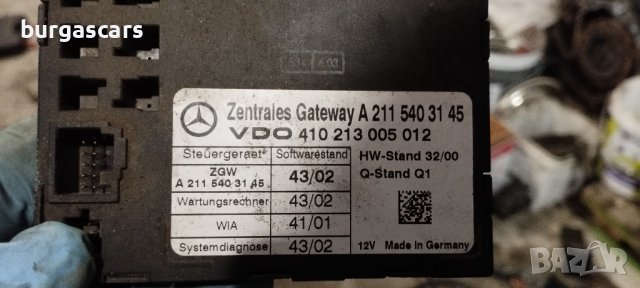 burgascars
Zentrales Gateway A 211 540 31 45
VDO 410 213 005 012
Steuergeraet Softwarestand HW-Stand 32/00
ZGW
A 211 540 31 45 43/02 Q-Stand Q1
Wartungsrechner 43/02
WIA 41/01
Systemdiagnose 43/02 12V Made in Germany
BAZAR